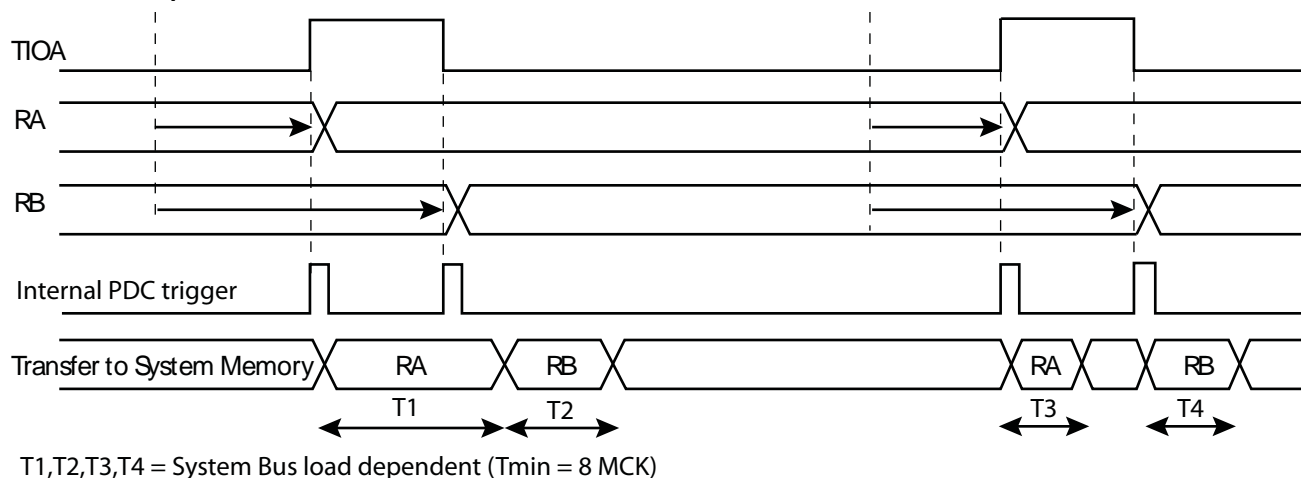 TIOA
RA
RB
Internal PDC trigger
Transfer to System Memory
RA
RB
RA
RB
T1
T2
T3
T4
T1,T2,T3,T4 = System Bus load dependent (Tmin = 8 MCK)